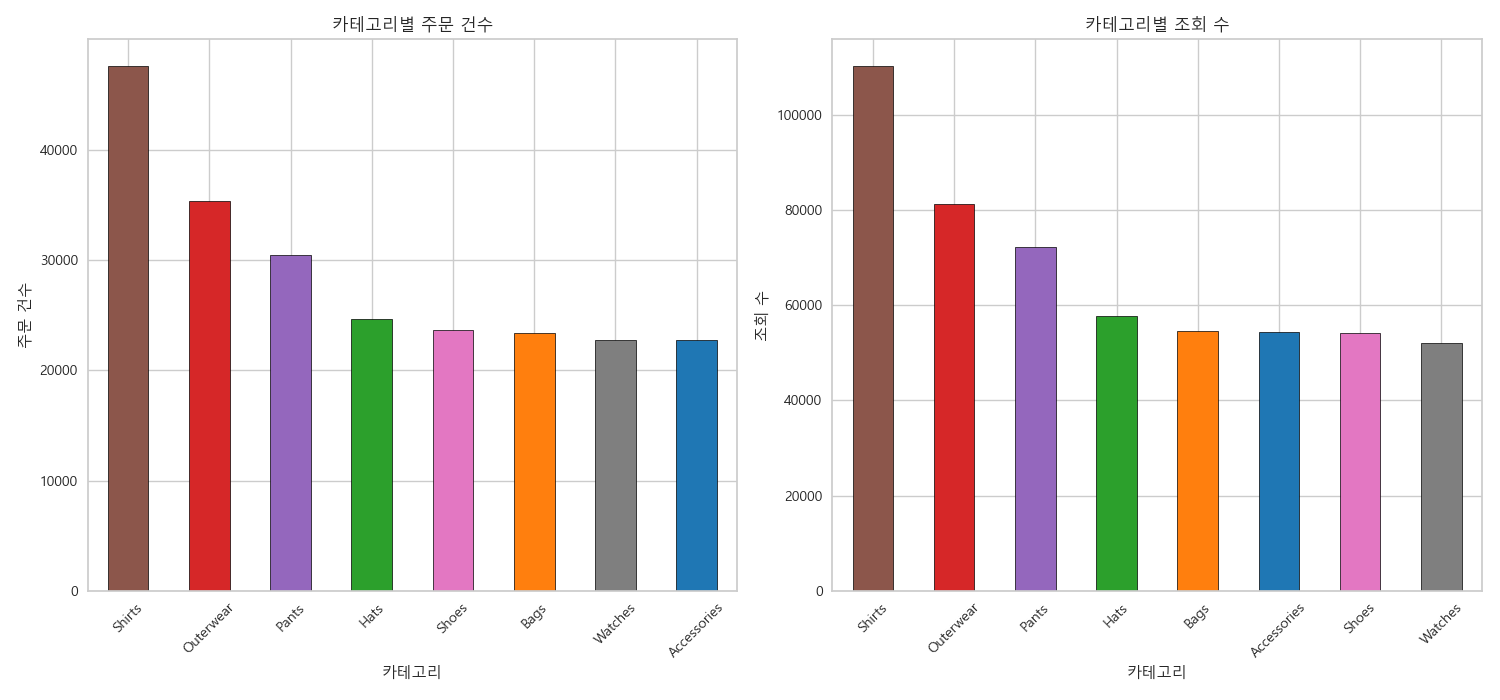 카테고리별 주문 건수
주문 건수
40000
30000
20000
10000
0
Shirts
Outerwear
Pants
Hats
Shoes
Bags
Watches
Accessories
카테고리
카테고리별 조회 수
조회 수
100000
80000
60000
40000
20000
0
Shirts
Outerwear
Pants
Hats
Bags
Accessories
Shoes
Watches
카테고리